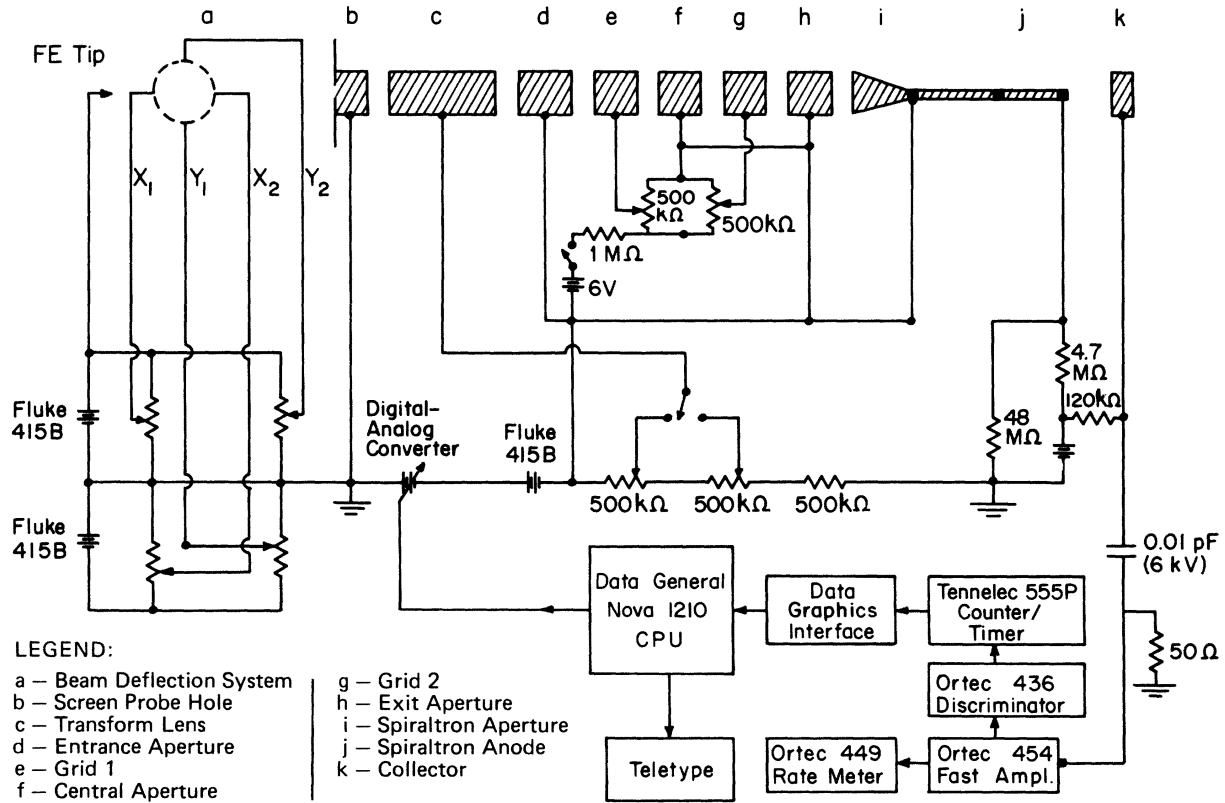 a b c d e f g h i j k
FE Tip
X1 Y1 X2 Y2
500
kΩ
500kΩ
1 MΩ
6V
4.7
MΩ
120kΩ
48
MΩ
Fluke
415B
Digital-
Analog
Converter
Fluke
415B
500kΩ 500kΩ 500kΩ
Fluke
415B
0.01 pF
(6 kV)
Data General
Nova 1210
CPU
Data
Graphics
Interface
Tennelec 555P
Counter/
Timer
50Ω
Ortec 436
Discriminator
Teletype
Ortec 449
Rate Meter
Ortec 454
Fast Ampl.
LEGEND:
a – Beam Deflection System
b – Screen Probe Hole
c – Transform Lens
d – Entrance Aperture
e – Grid 1
f – Central Aperture
g – Grid 2
h – Exit Aperture
i – Spiraltron Aperture
j – Spiraltron Anode
k – Collector